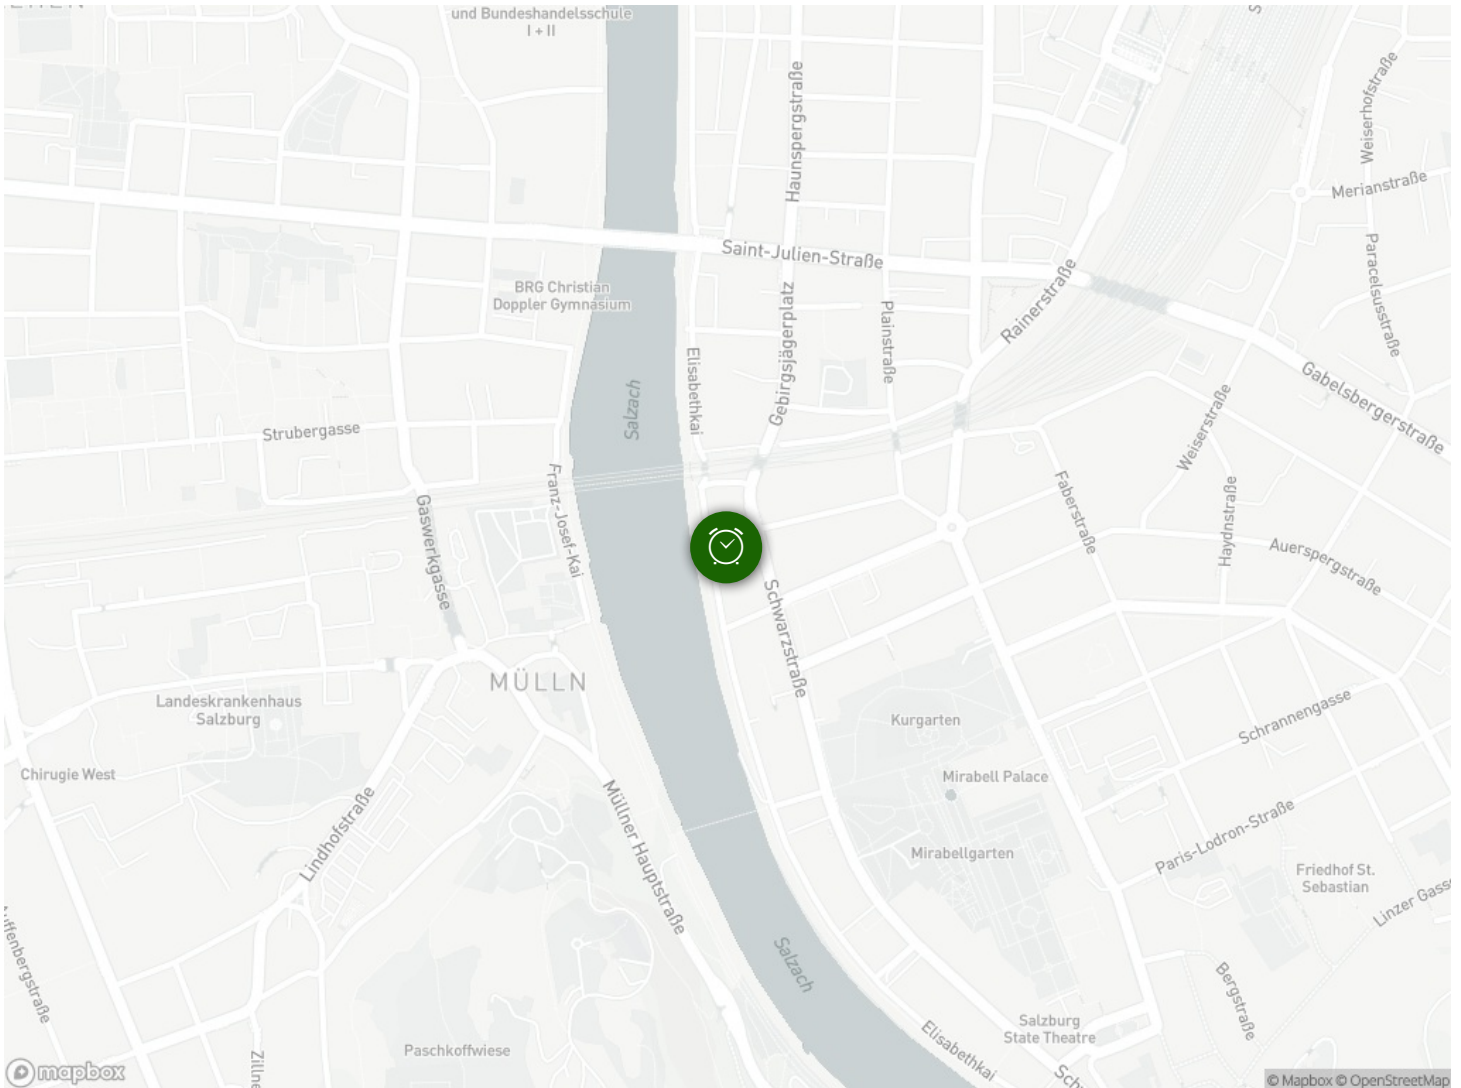 und Bundeshandelsschule
I + II
Haunspergstraße
Weiserhofstraße
Merianstraße
Saint-Julien-Straße
BRG Christian
Doppler Gymnasium
Rainerstraße
Paracelsusstraße
Plainstraße
Gebirgsjägerplatz
Elisabethkai
Salzach
Gabelsbergerstraße
Strubergasse
Weiserstraße
Franz-Josef-Kai
Gaswerkgasse
Faberstraße
Haydnstraße
Auerspergstraße
Schwarzstraße
MÜLLN
Landeskrankenhaus
Salzburg
Kurgarten
Schrannengasse
Chirugie West
Mirabell Palace
Lindhofstraße
Müllner Hauptstraße
Mirabellgarten
Paris-Lodron-Straße
Friedhof St.
Sebastian
Linzer Gasse
Salzach
Bergstraße
Salzburg
State Theatre
Elisabethkai
Paschkoffwiese
mapbox
© Mapbox © OpenStreetMap